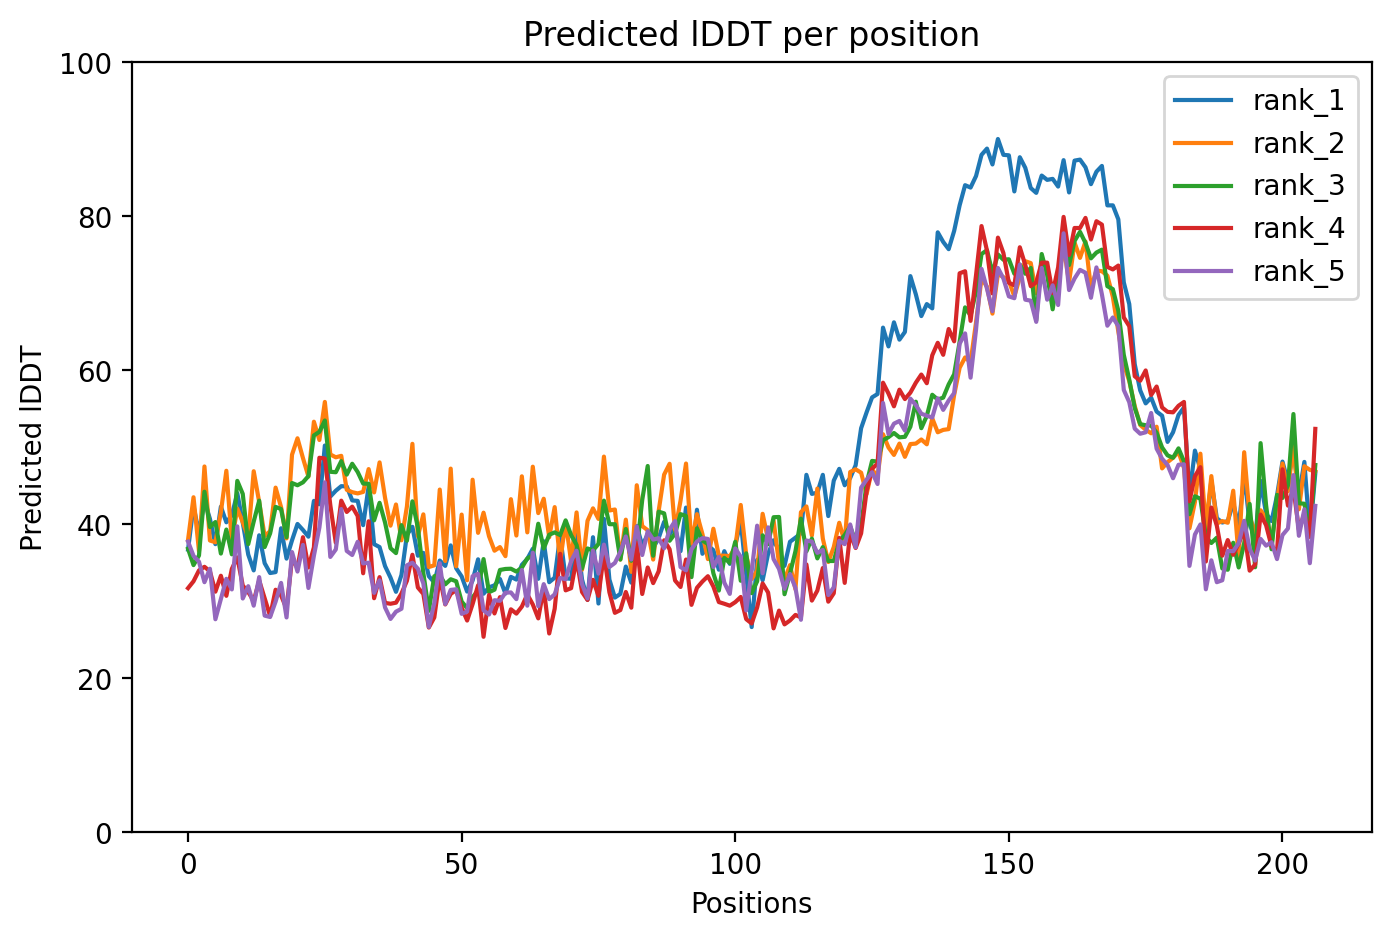 Predicted lDDT per position
100
80
60
40
20
0
Predicted lDDT
0 50 100 150 200
Positions
rank_1
rank_2
rank_3
rank_4
rank_5